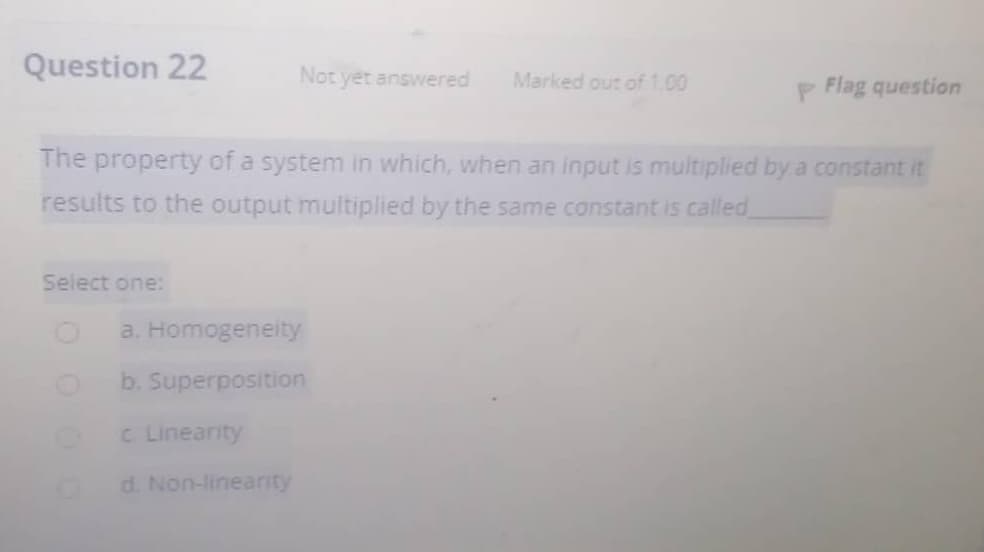 Question 22
Not yet answered
Marked out of 1.00
Flag question
The property of a system in which, when an input is multiplied by a constant it
results to the output multiplied by the same constant is called______
Select one:
a. Homogeneity
b. Superposition
c. Linearity
d. Non-linearity